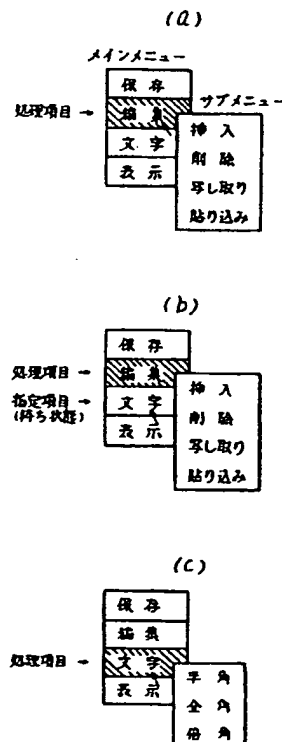 (a)
メインメニュー
保存
処理項目→ 編集 サブメニュー
文字 挿入
表示 削除
写し取り
貼り込み
(b)
保存
処理項目→ 編集
指定項目→ 文字 挿入
(待ち状態) 表示 削除
写し取り
貼り込み
(c)
保存
編集
処理項目→ 文字
表示 半角
全角
倍角